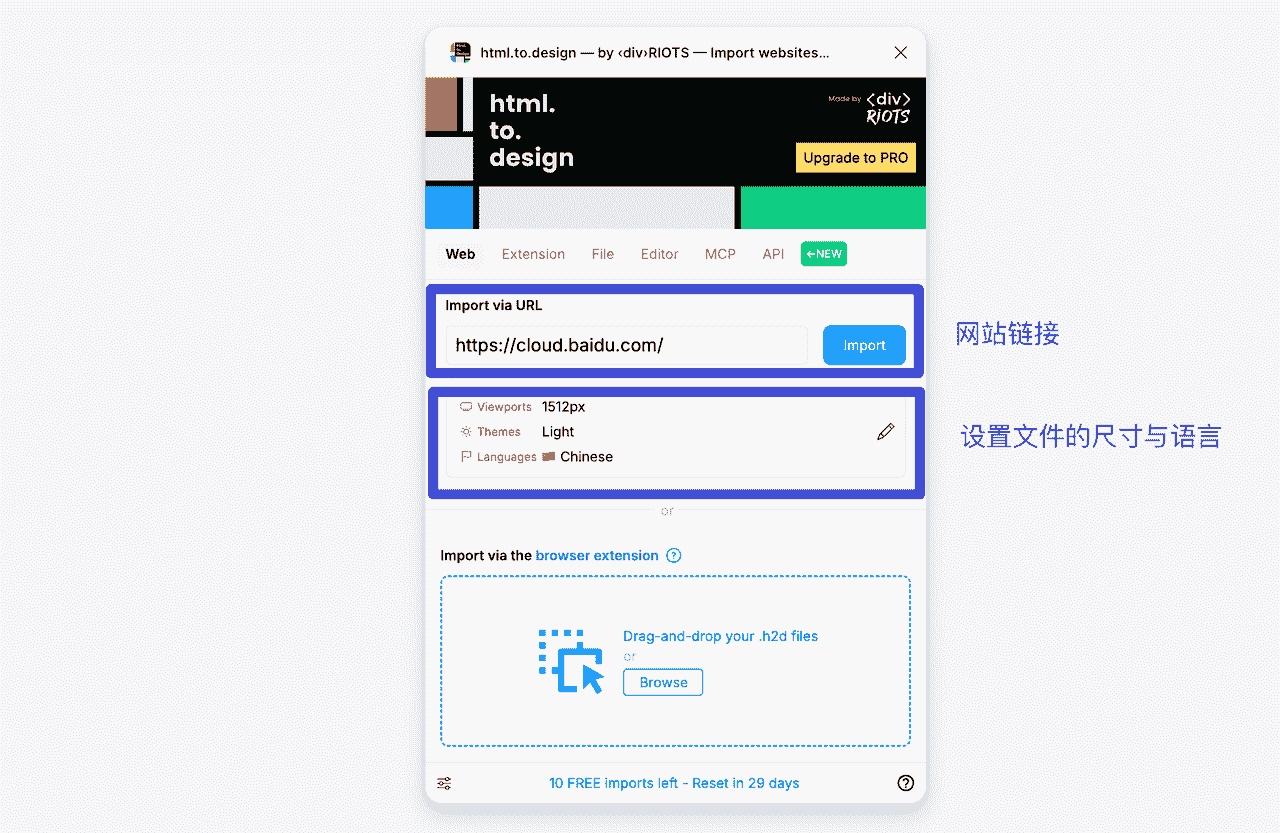 html.to.design — by ‹div›RIOTS — Import websites...
html.
to.
design
Made by <div>
RIOTS
Upgrade to PRO
Web Extension File Editor MCP API ←NEW
Import via URL
https://cloud.baidu.com/ Import
网站链接
Viewports 1512px
Themes Light
Languages Chinese
设置文件的尺寸与语言
or
Import via the browser extension ?
Drag-and-drop your .h2d files
or
Browse
10 FREE imports left - Reset in 29 days ?